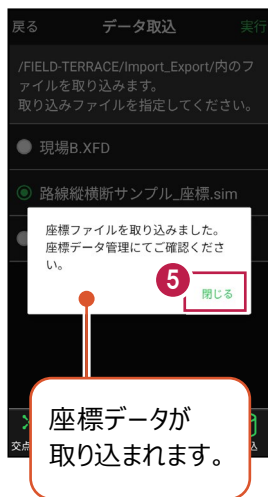 戻る データ取込 実行
/FIELD-TERRACE/Import_Export/内のフ
ァイルを取り込みます。
取り込みファイルを指定してください。
現場B.XFD
路線縦横断サンプル_座標.sim
座標ファイルを取り込みました。
座標データ管理にてご確認くださ
い。
5
閉じる
座標データが
取り込まれます。
交点